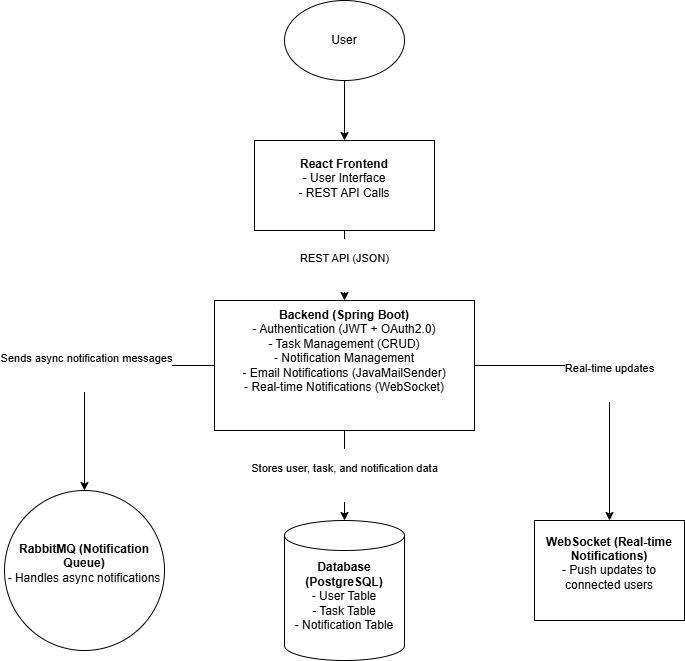 User
React Frontend
- User Interface
- REST API Calls
REST API (JSON)
Backend (Spring Boot)
- Authentication (JWT + OAuth2.0)
- Task Management (CRUD)
- Notification Management
- Email Notifications (JavaMailSender)
- Real-time Notifications (WebSocket)
Sends async notification messages
Real-time updates
Stores user, task, and notification data
RabbitMQ (Notification
Queue)
- Handles async notifications
Database
(PostgreSQL)
- User Table
- Task Table
- Notification Table
WebSocket (Real-time
Notifications)
- Push updates to
connected users